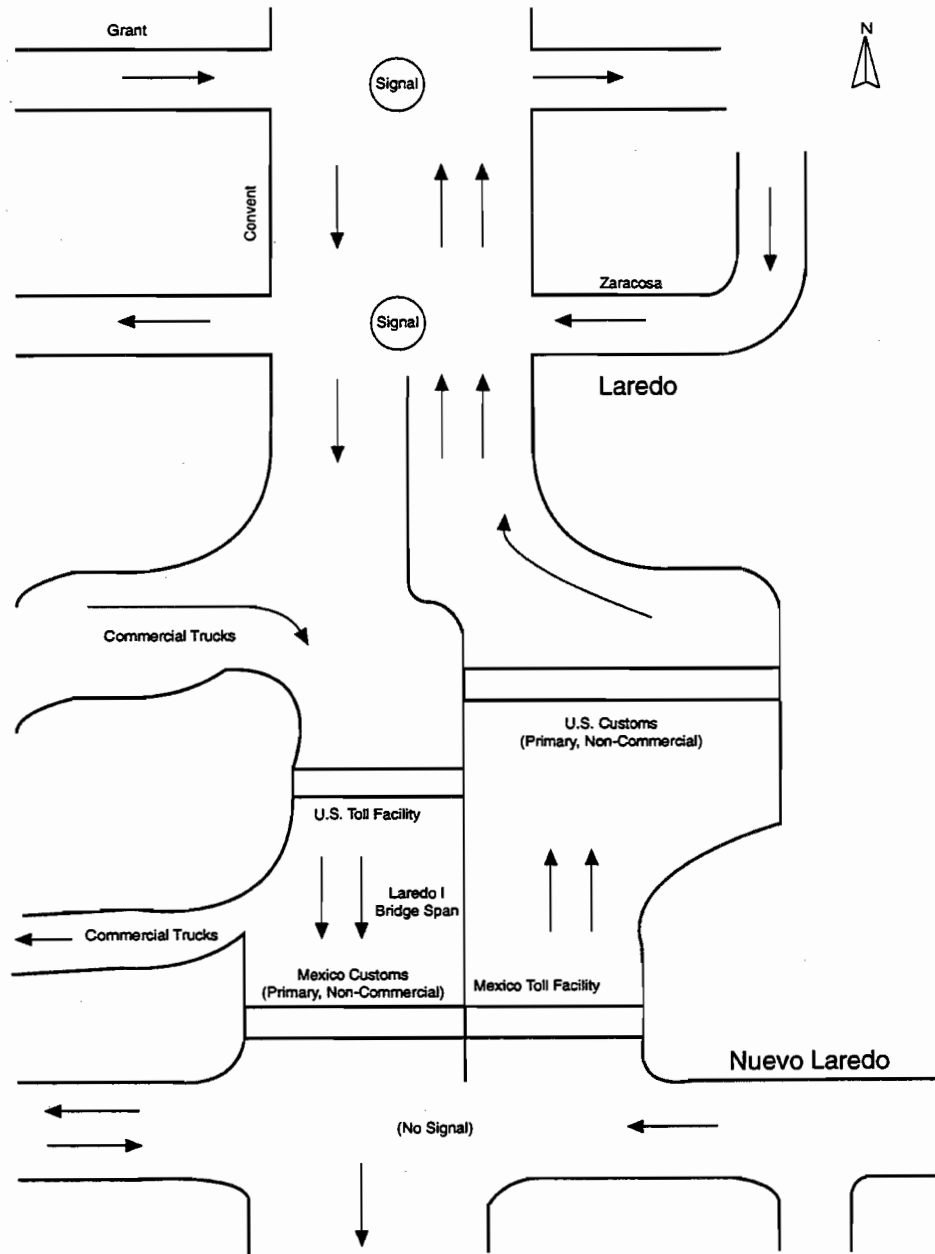 Grant
N
Signal
Convent
Zaracosa
Signal
Laredo
Commercial Trucks
U.S. Customs
(Primary, Non-Commercial)
U.S. Toll Facility
Laredo I
Bridge Span
Commercial Trucks
Mexico Customs
(Primary, Non-Commercial)
Mexico Toll Facility
Nuevo Laredo
(No Signal)